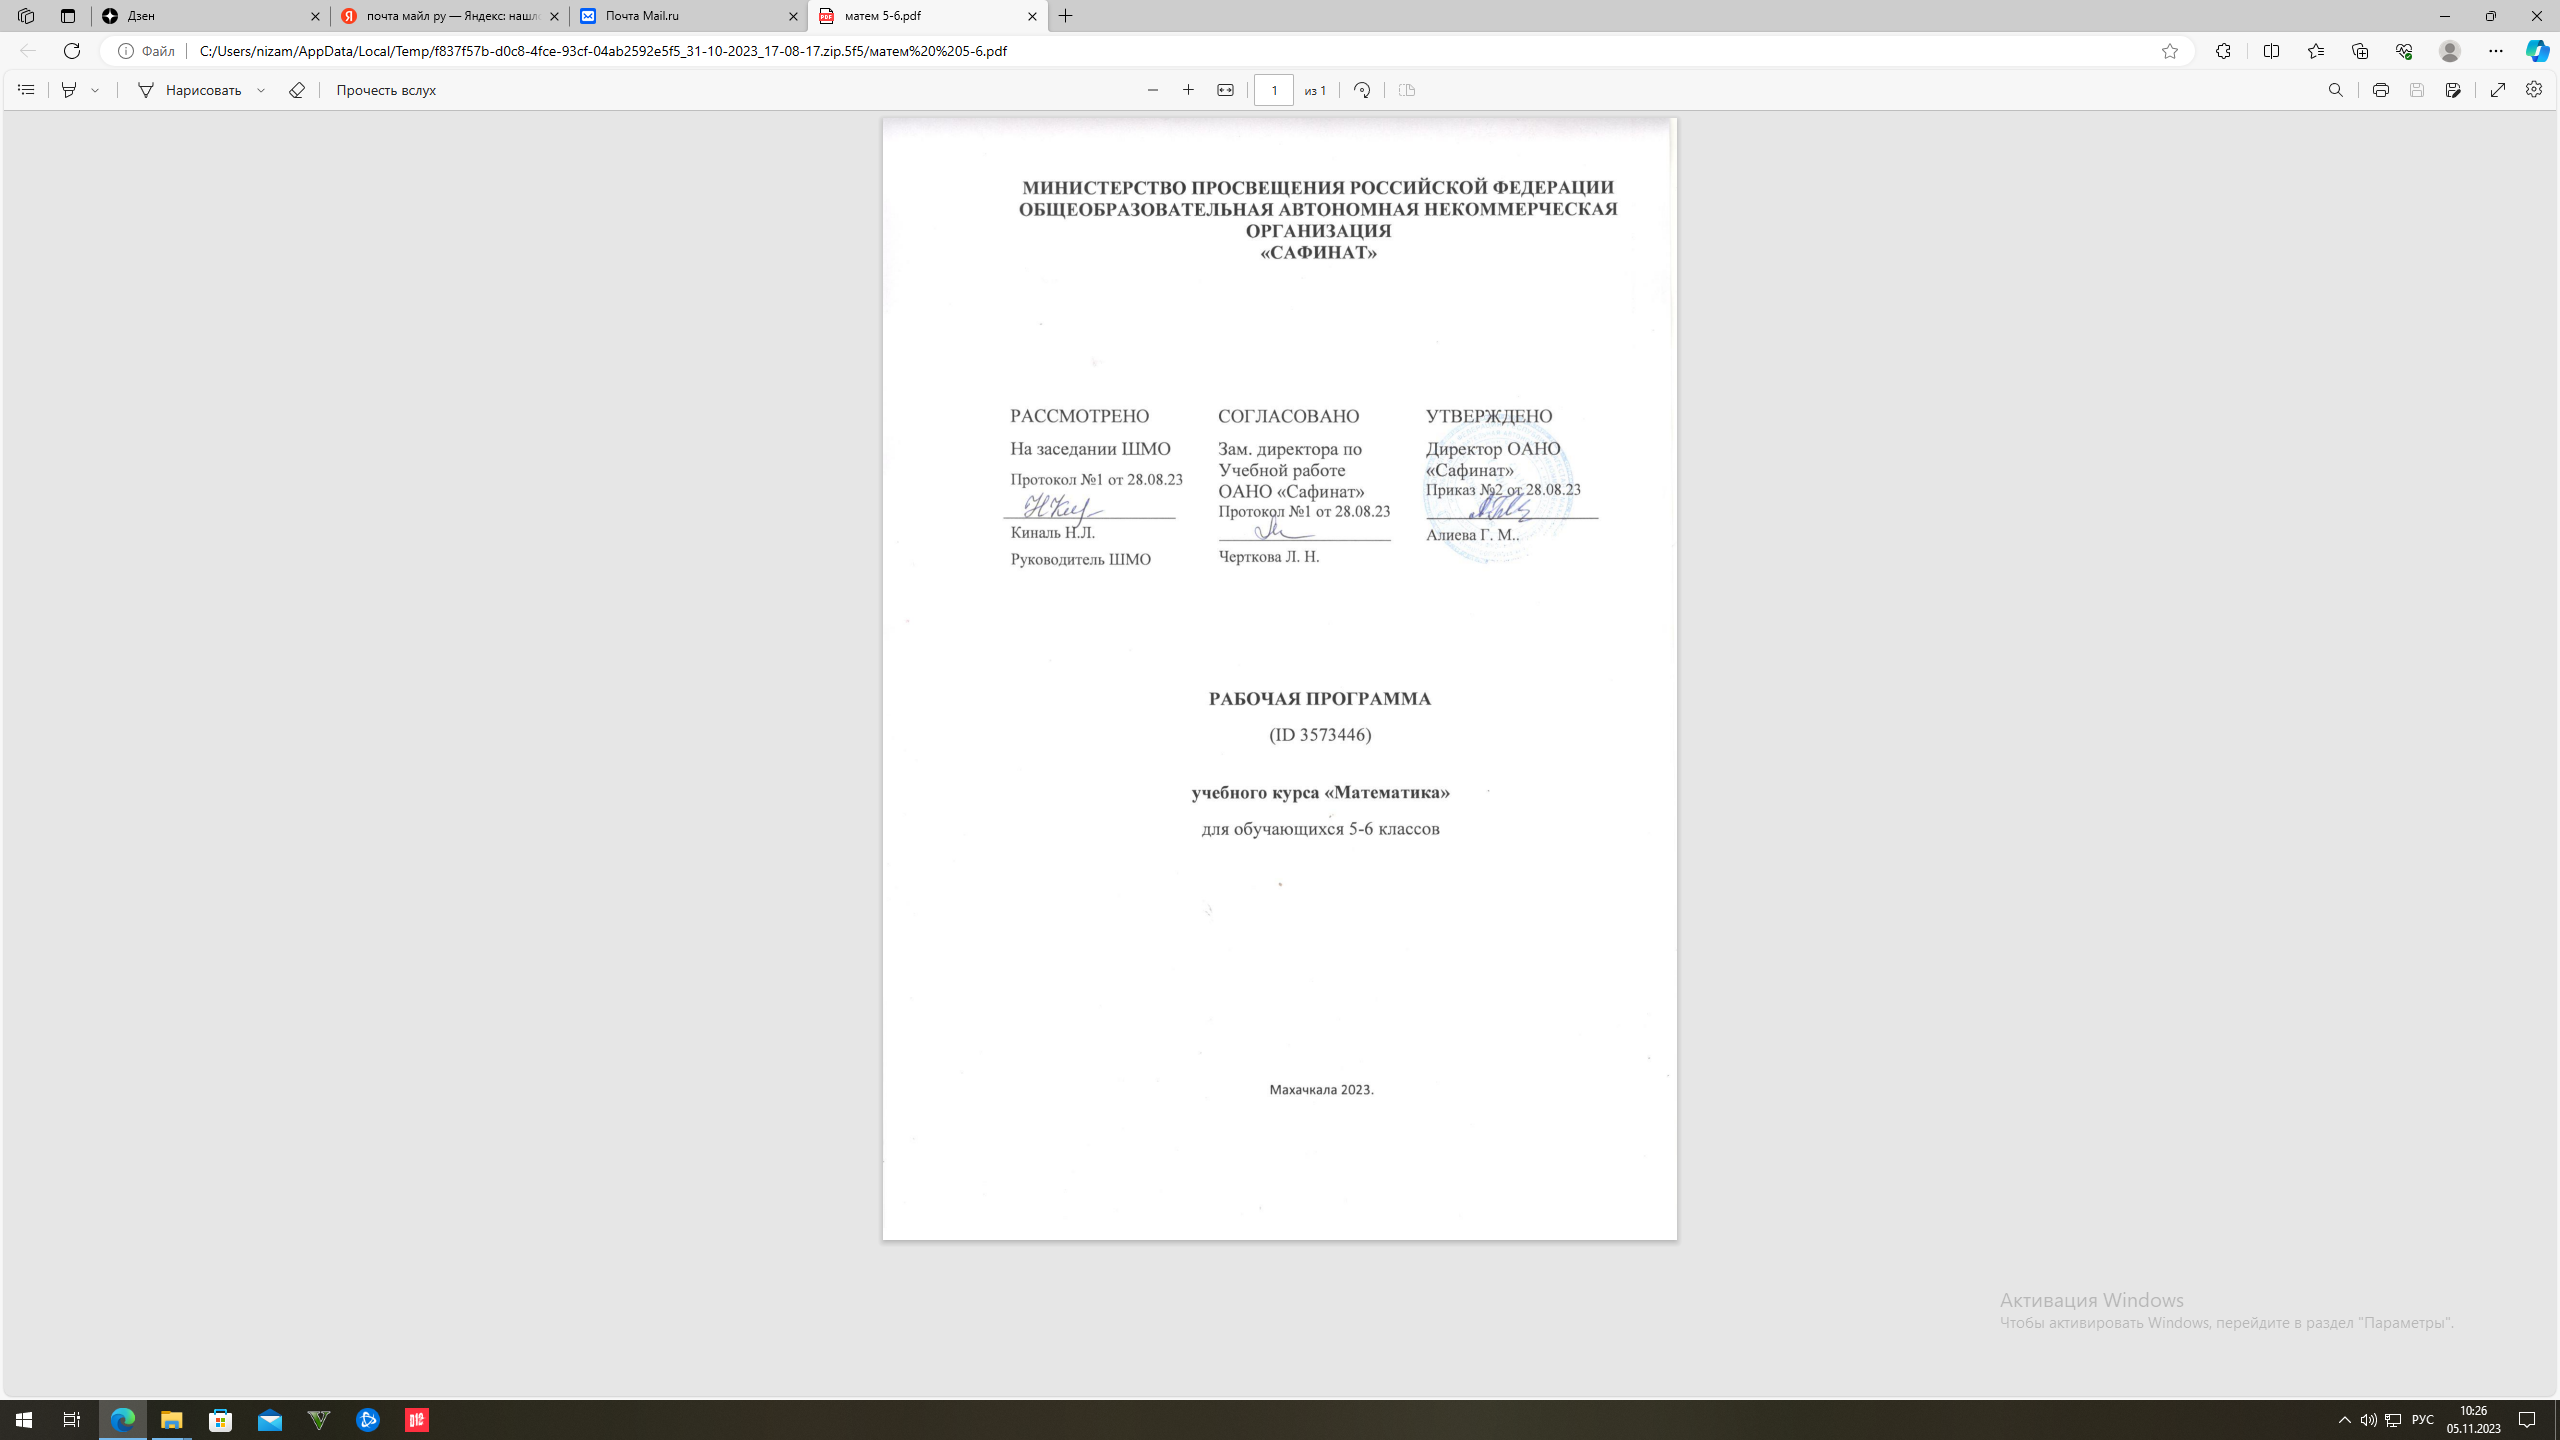 Дзен
почта майл ру — Яндекс: нашло
Почта Mail.ru
матем 5-6.pdf
Файл
C:/Users/nizam/AppData/Local/Temp/f837f57b-d0c8-4fce-93cf-04ab2592e5f5_31-10-2023_17-08-17.zip.5f5/матем%20%205-6.pdf
Нарисовать
Прочесть вслух
1
из 1
МИНИСТЕРСТВО ПРОСВЕЩЕНИЯ РОССИЙСКОЙ ФЕДЕРАЦИИ
ОБЩЕОБРАЗОВАТЕЛЬНАЯ АВТОНОМНАЯ НЕКОММЕРЧЕСКАЯ
ОРГАНИЗАЦИЯ
«САФИНАТ»
РАССМОТРЕНО
На заседании ШМО
Протокол №1 от 28.08.23
Киналь Н.Л.
Руководитель ШМО
СОГЛАСОВАНО
Зам. директора по
Учебной работе
ОАНО «Сафинат»
Протокол №1 от 28.08.23
Черткова Л. Н.
УТВЕРЖДЕНО
Директор ОАНО
«Сафинат»
Приказ №2 от 28.08.23
Алиева Г. М..
РАБОЧАЯ ПРОГРАММА
(ID 3573446)
учебного курса «Математика»
для обучающихся 5-6 классов
Махачкала 2023.
Активация Windows
Чтобы активировать Windows, перейдите в раздел "Параметры".
РУС
10:26
05.11.2023